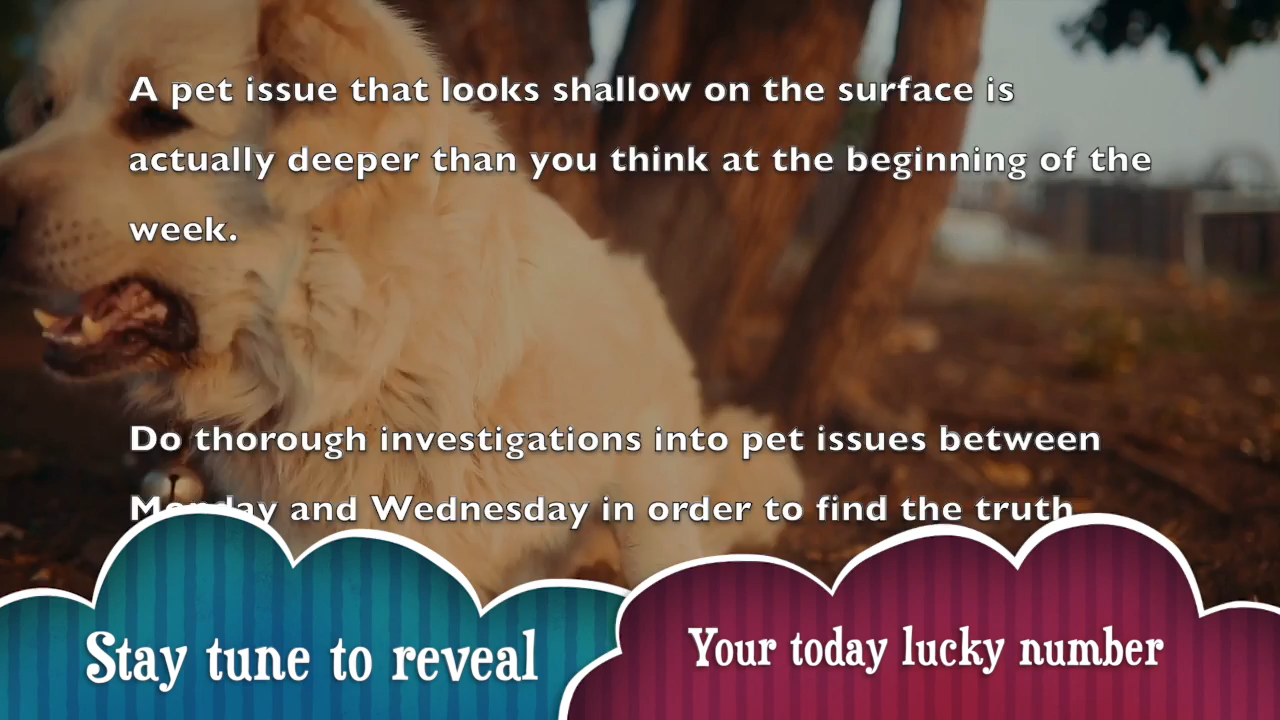 A pet issue that looks shallow on the surface is
actually deeper than you think at the beginning of the
week.
Do thorough investigations into pet issues between
Monday and Wednesday in order to find the truth
Stay tune to reveal
Your today lucky number